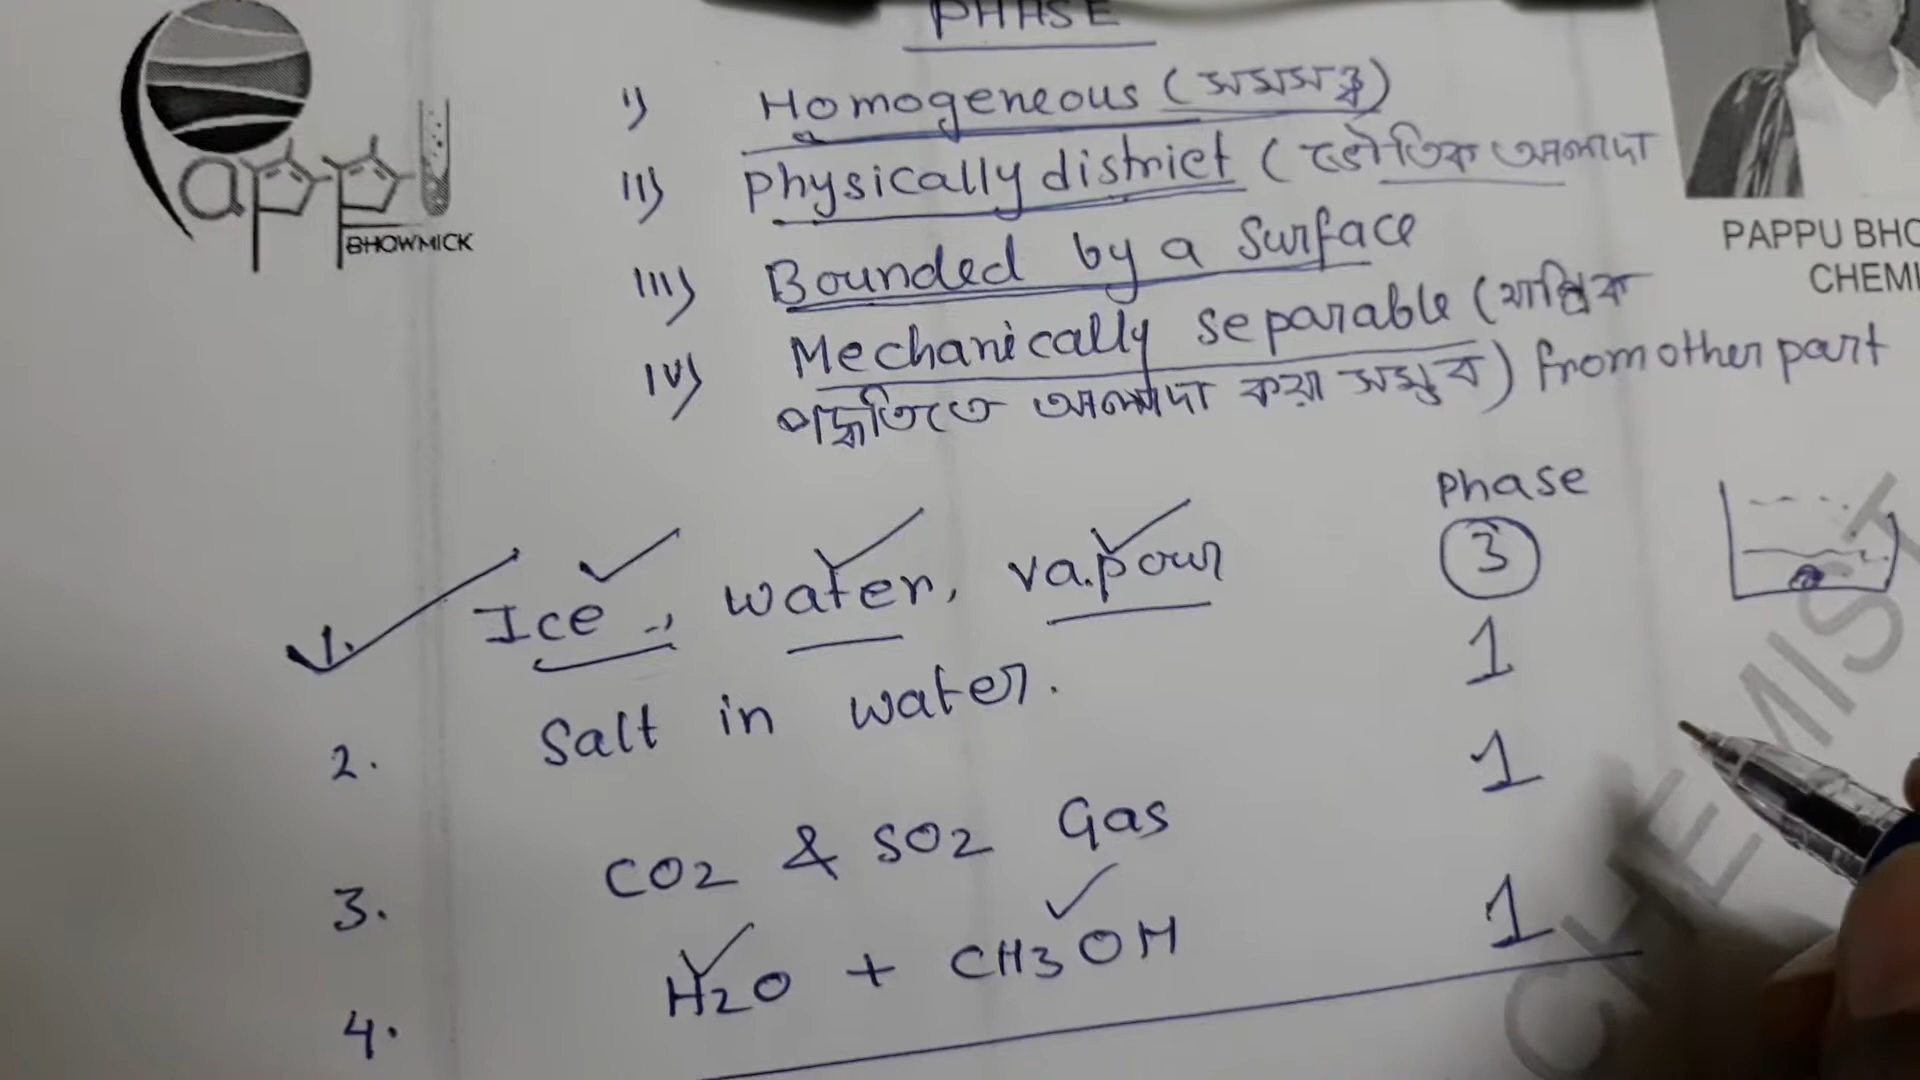 PHASE
i) Homogeneous (সমসত্ত্ব)
ii) Physically district (ভৌতিক আলাদা
iii) Bounded by a surface
iv) Mechanically separable (যান্ত্রিক
পদ্ধতিতে আলাদা করা সম্ভব) from other part
BHOWMICK
PAPPU BHO
CHEMI
Phase
1. Ice, water, vapour 3
2. Salt in water. 1
3. CO2 & SO2 Gas 1
4. H2O + CH3OH 1
CHEMIST